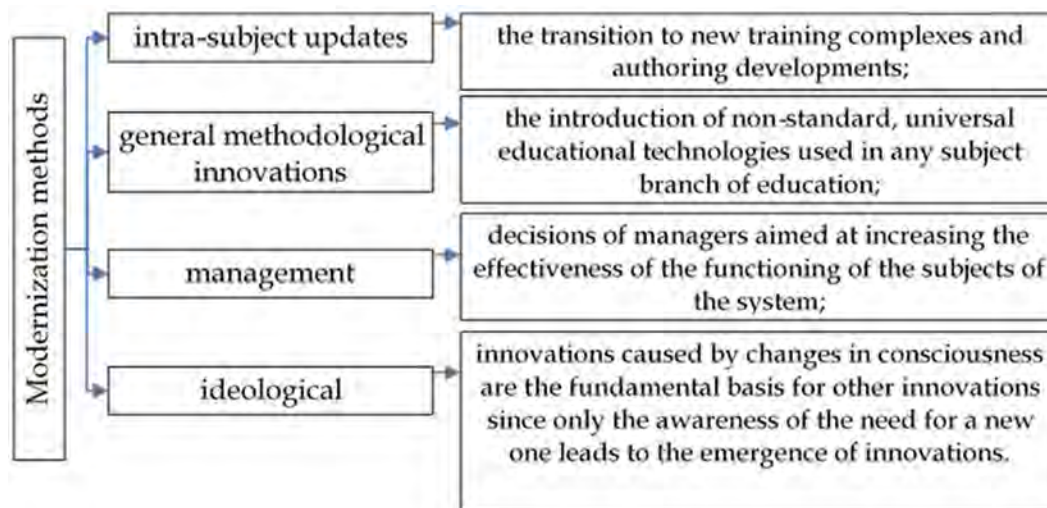 Modernization methods
intra-subject updates
the transition to new training complexes and
authoring developments;
general methodological
innovations
the introduction of non-standard, universal
educational technologies used in any subject
branch of education;
management
decisions of managers aimed at increasing the
effectiveness of the functioning of the subjects of
the system;
ideological
innovations caused by changes in consciousness
are the fundamental basis for other innovations
since only the awareness of the need for a new
one leads to the emergence of innovations.